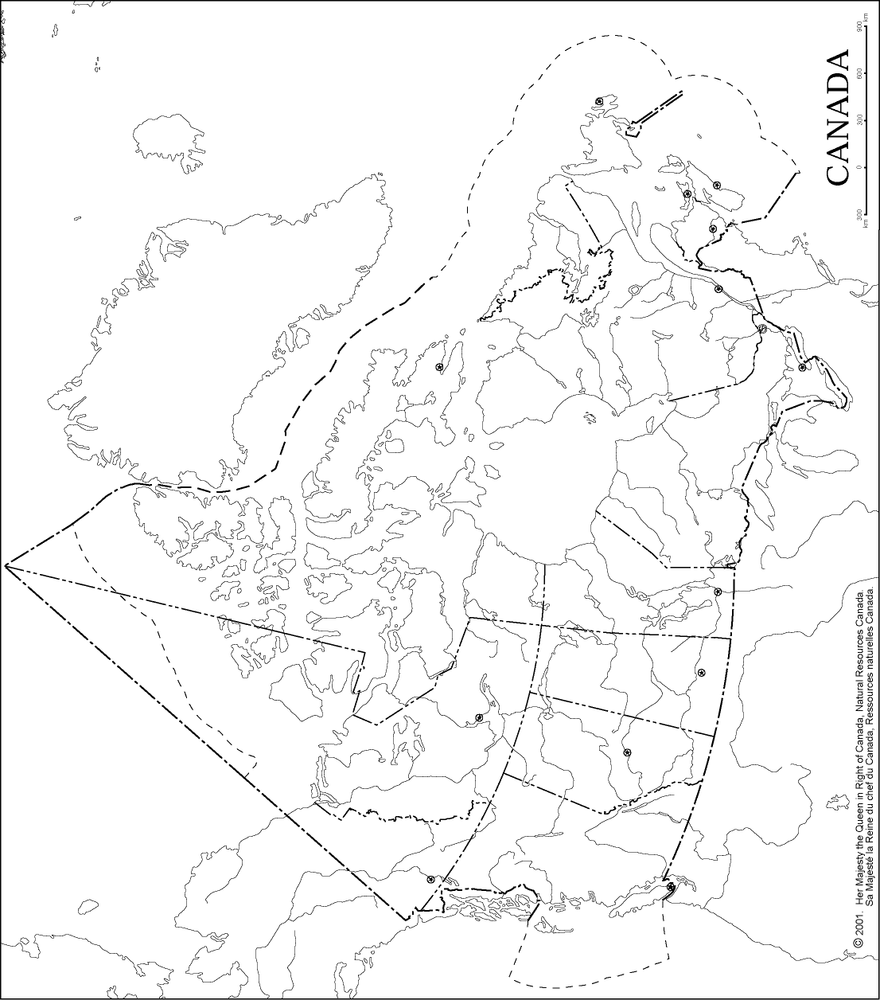 CANADA
km
km
300
0
300
600
900
© 2001. Her Majesty the Queen in Right of Canada, Natural Resources Canada.
Sa Majesté la Reine du chef du Canada, Ressources naturelles Canada.